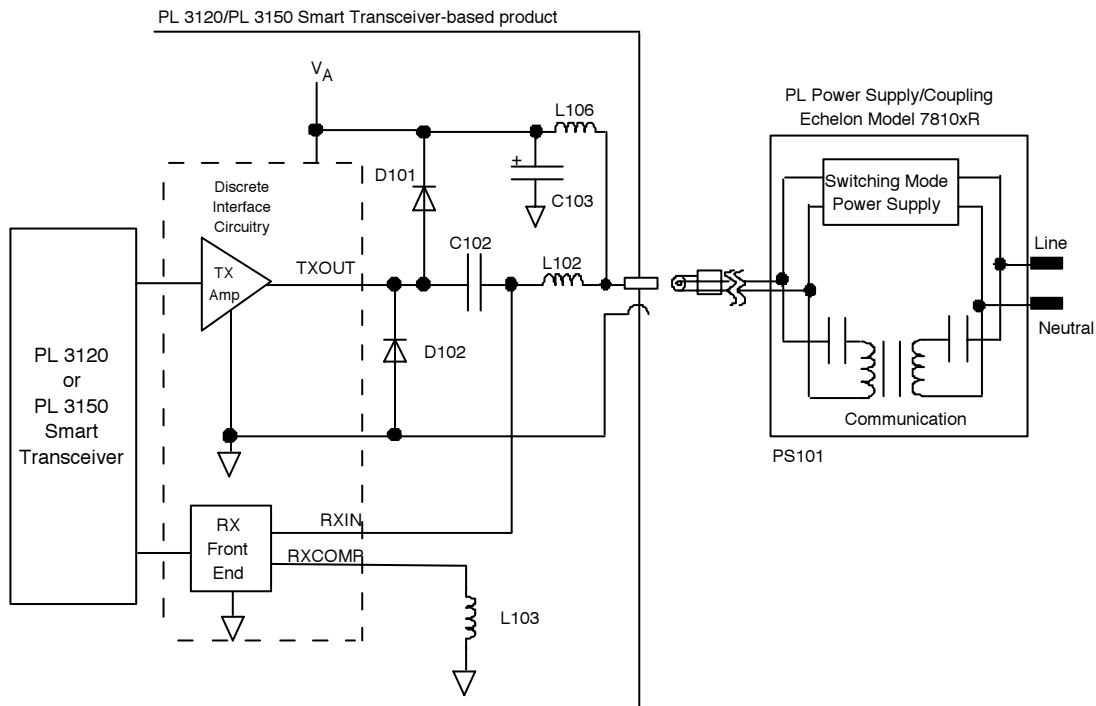 PL 3120/PL 3150 Smart Transceiver-based product
VA
L106
PL Power Supply/Coupling
Echelon Model 7810xR
D101
+
C103
Discrete
Interface
Circuitry
Switching Mode
Power Supply
C102
L102
Line
TXOUT
TX
Amp
Neutral
D102
PL 3120
or
PL 3150
Smart
Transceiver
Communication
PS101
RX
Front
End
RXIN
RXCOMP
L103